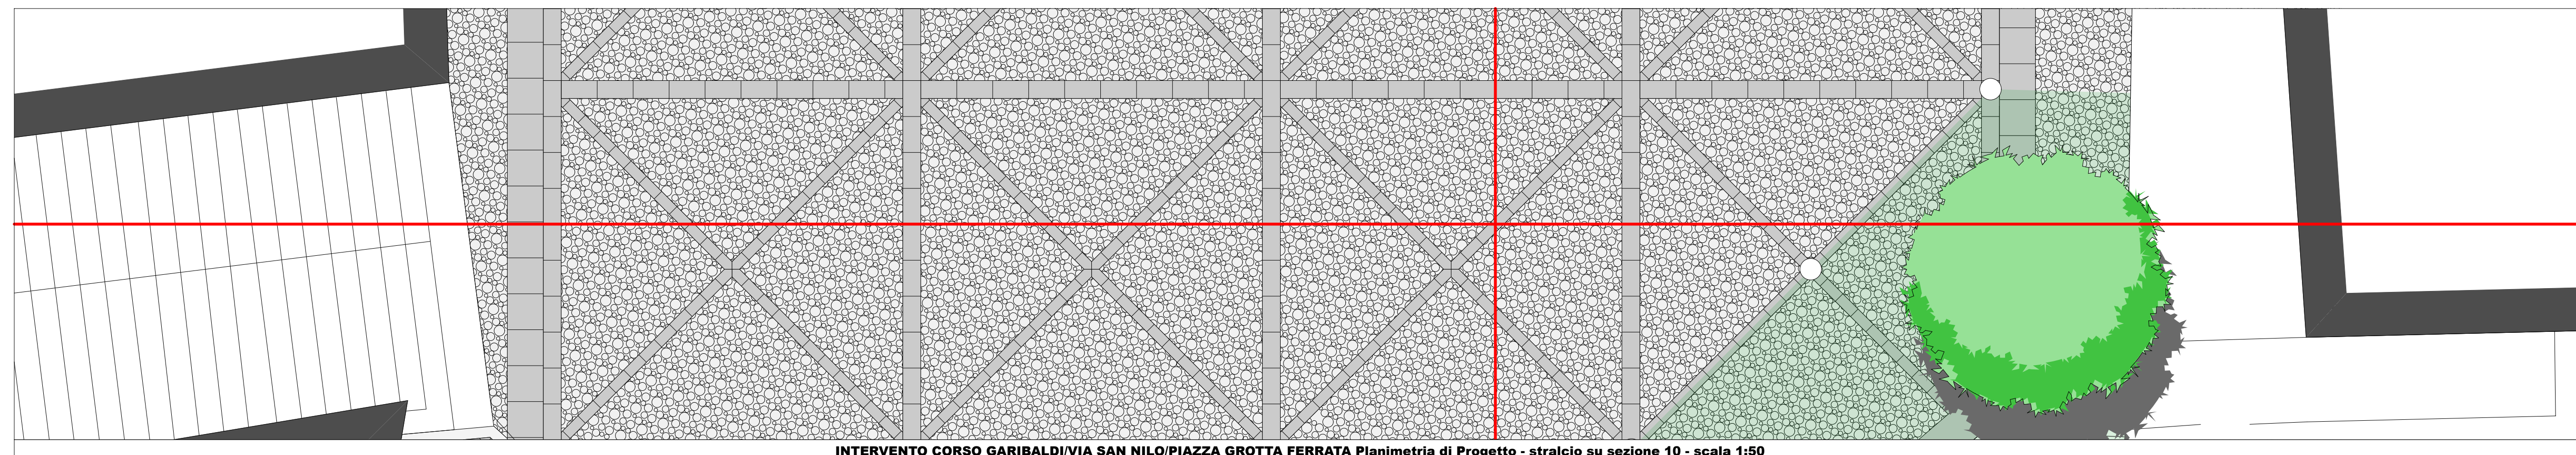 INTERVENTO CORSO GARIBALDI/VIA SAN NILO/PIAZZA GROTTA FERRATA Planimetria di Progetto - stralcio su sezione 10 - scala 1:50